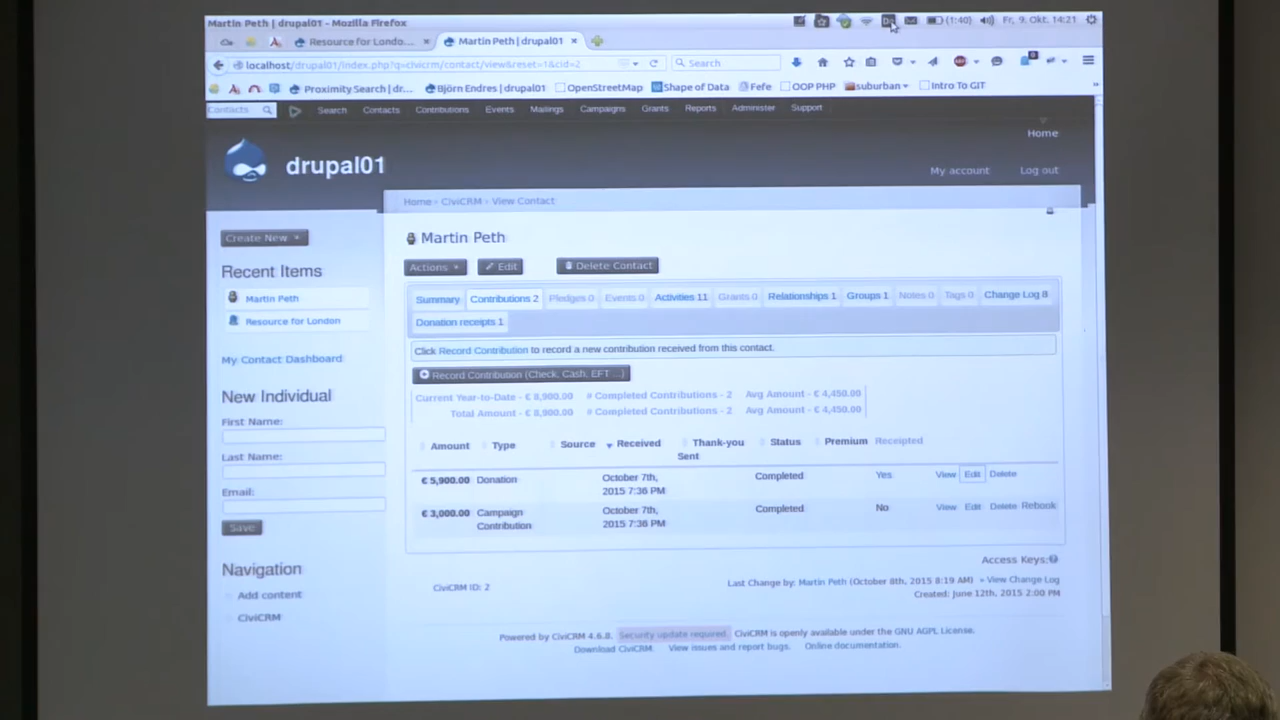 Martin Peth | drupal01 - Mozilla Firefox
(1:40) Fr, 9. Okt. 14:21
Resource for Londo... × Martin Peth | drupal01 ×
localhost/drupal01/index.php?q=civicrm/contact/view&reset=1&cid=2
Search
Proximity Search | dr... Björn Endres | drupal01 OpenStreetMap Shape of Data Fefe OOP PHP suburban Intro To GIT
Contacts Search Contacts Contributions Events Mailings Campaigns Grants Reports Administer Support
Home
drupal01
My account Log out
Home › CiviCRM › View Contact
Create New
Martin Peth
Actions Edit Delete Contact
Recent Items
Martin Peth
Resource for London
My Contact Dashboard
Summary Contributions 2 Pledges 0 Events 0 Activities 11 Grants 0 Relationships 1 Groups 1 Notes 0 Tags 0 Change Log 8
Donation receipts 1
Click Record Contribution to record a new contribution received from this contact.
Record Contribution (Check, Cash, EFT ...)
Current Year-to-Date - € 8,900.00 # Completed Contributions - 2 Avg Amount - € 4,450.00
Total Amount - € 8,900.00 # Completed Contributions - 2 Avg Amount - € 4,450.00
New Individual
First Name:
Last Name:
Email:
Save
Amount Type Source Received Thank-you Sent Status Premium Receipted
€ 5,900.00 Donation October 7th, 2015 7:36 PM Completed Yes View Edit Delete
€ 3,000.00 Campaign Contribution October 7th, 2015 7:36 PM Completed No View Edit Delete Rebook
Navigation
Add content
CiviCRM
Access Keys:
CiviCRM ID: 2
Last Change by: Martin Peth (October 8th, 2015 8:19 AM) » View Change Log
Created: June 12th, 2015 2:00 PM
Powered by CiviCRM 4.6.8. Security update required. CiviCRM is openly available under the GNU AGPL License.
Download CiviCRM. View issues and report bugs. Online documentation.